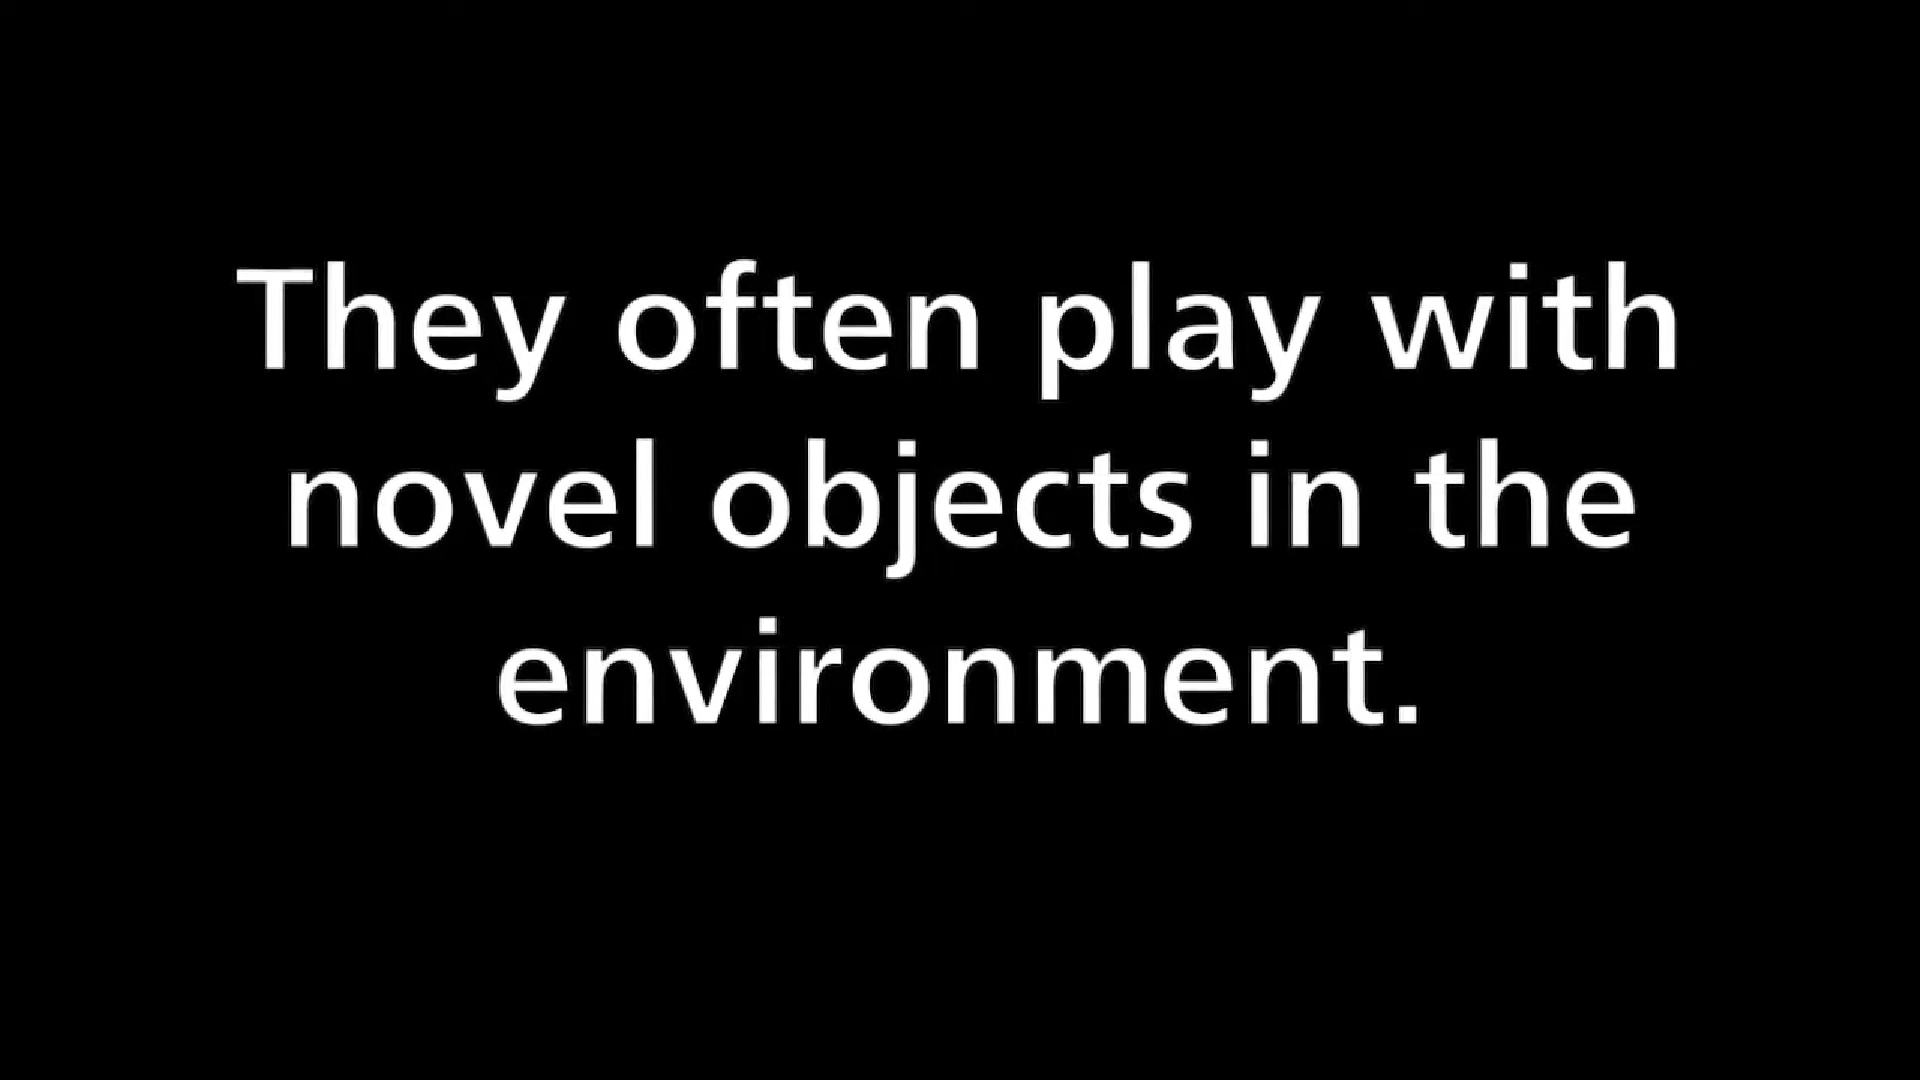 They often play with
novel objects in the
environment.